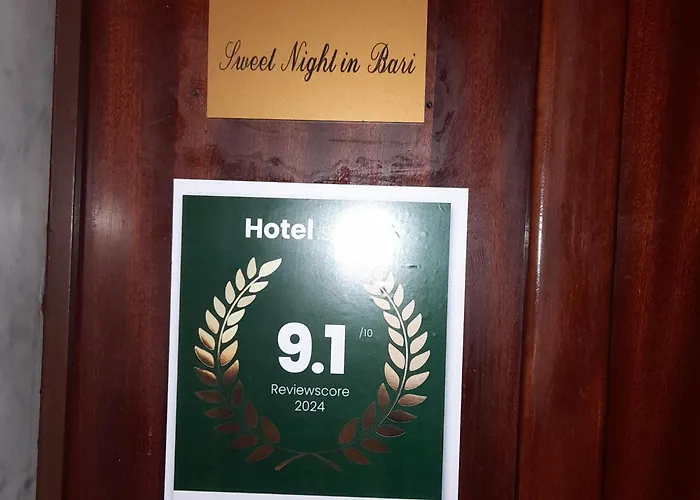 Sweet Night in Bari
Hotel
9.1 /10
Reviewscore
2024